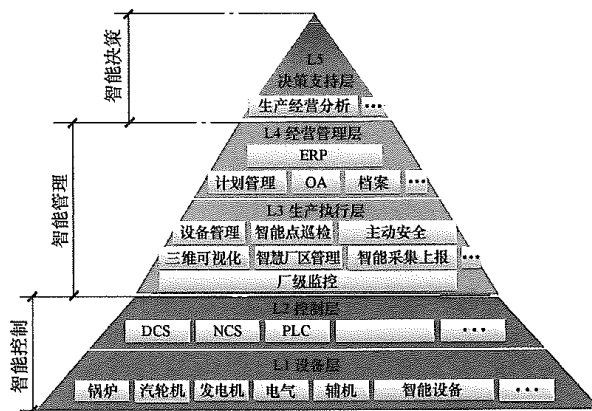 智能决策
L5
决策支持层
生产经营分析 ...
智能管理
L4 经营管理层
ERP
计划管理 OA 档案 ...
L3 生产执行层
设备管理 智能点巡检 主动安全
三维可视化 智慧厂区管理 智能采集上报 ...
厂级监控
智能控制
L2 控制层
DCS NCS PLC ...
L1 设备层
锅炉 汽轮机 发电机 电气 辅机 智能设备 ...